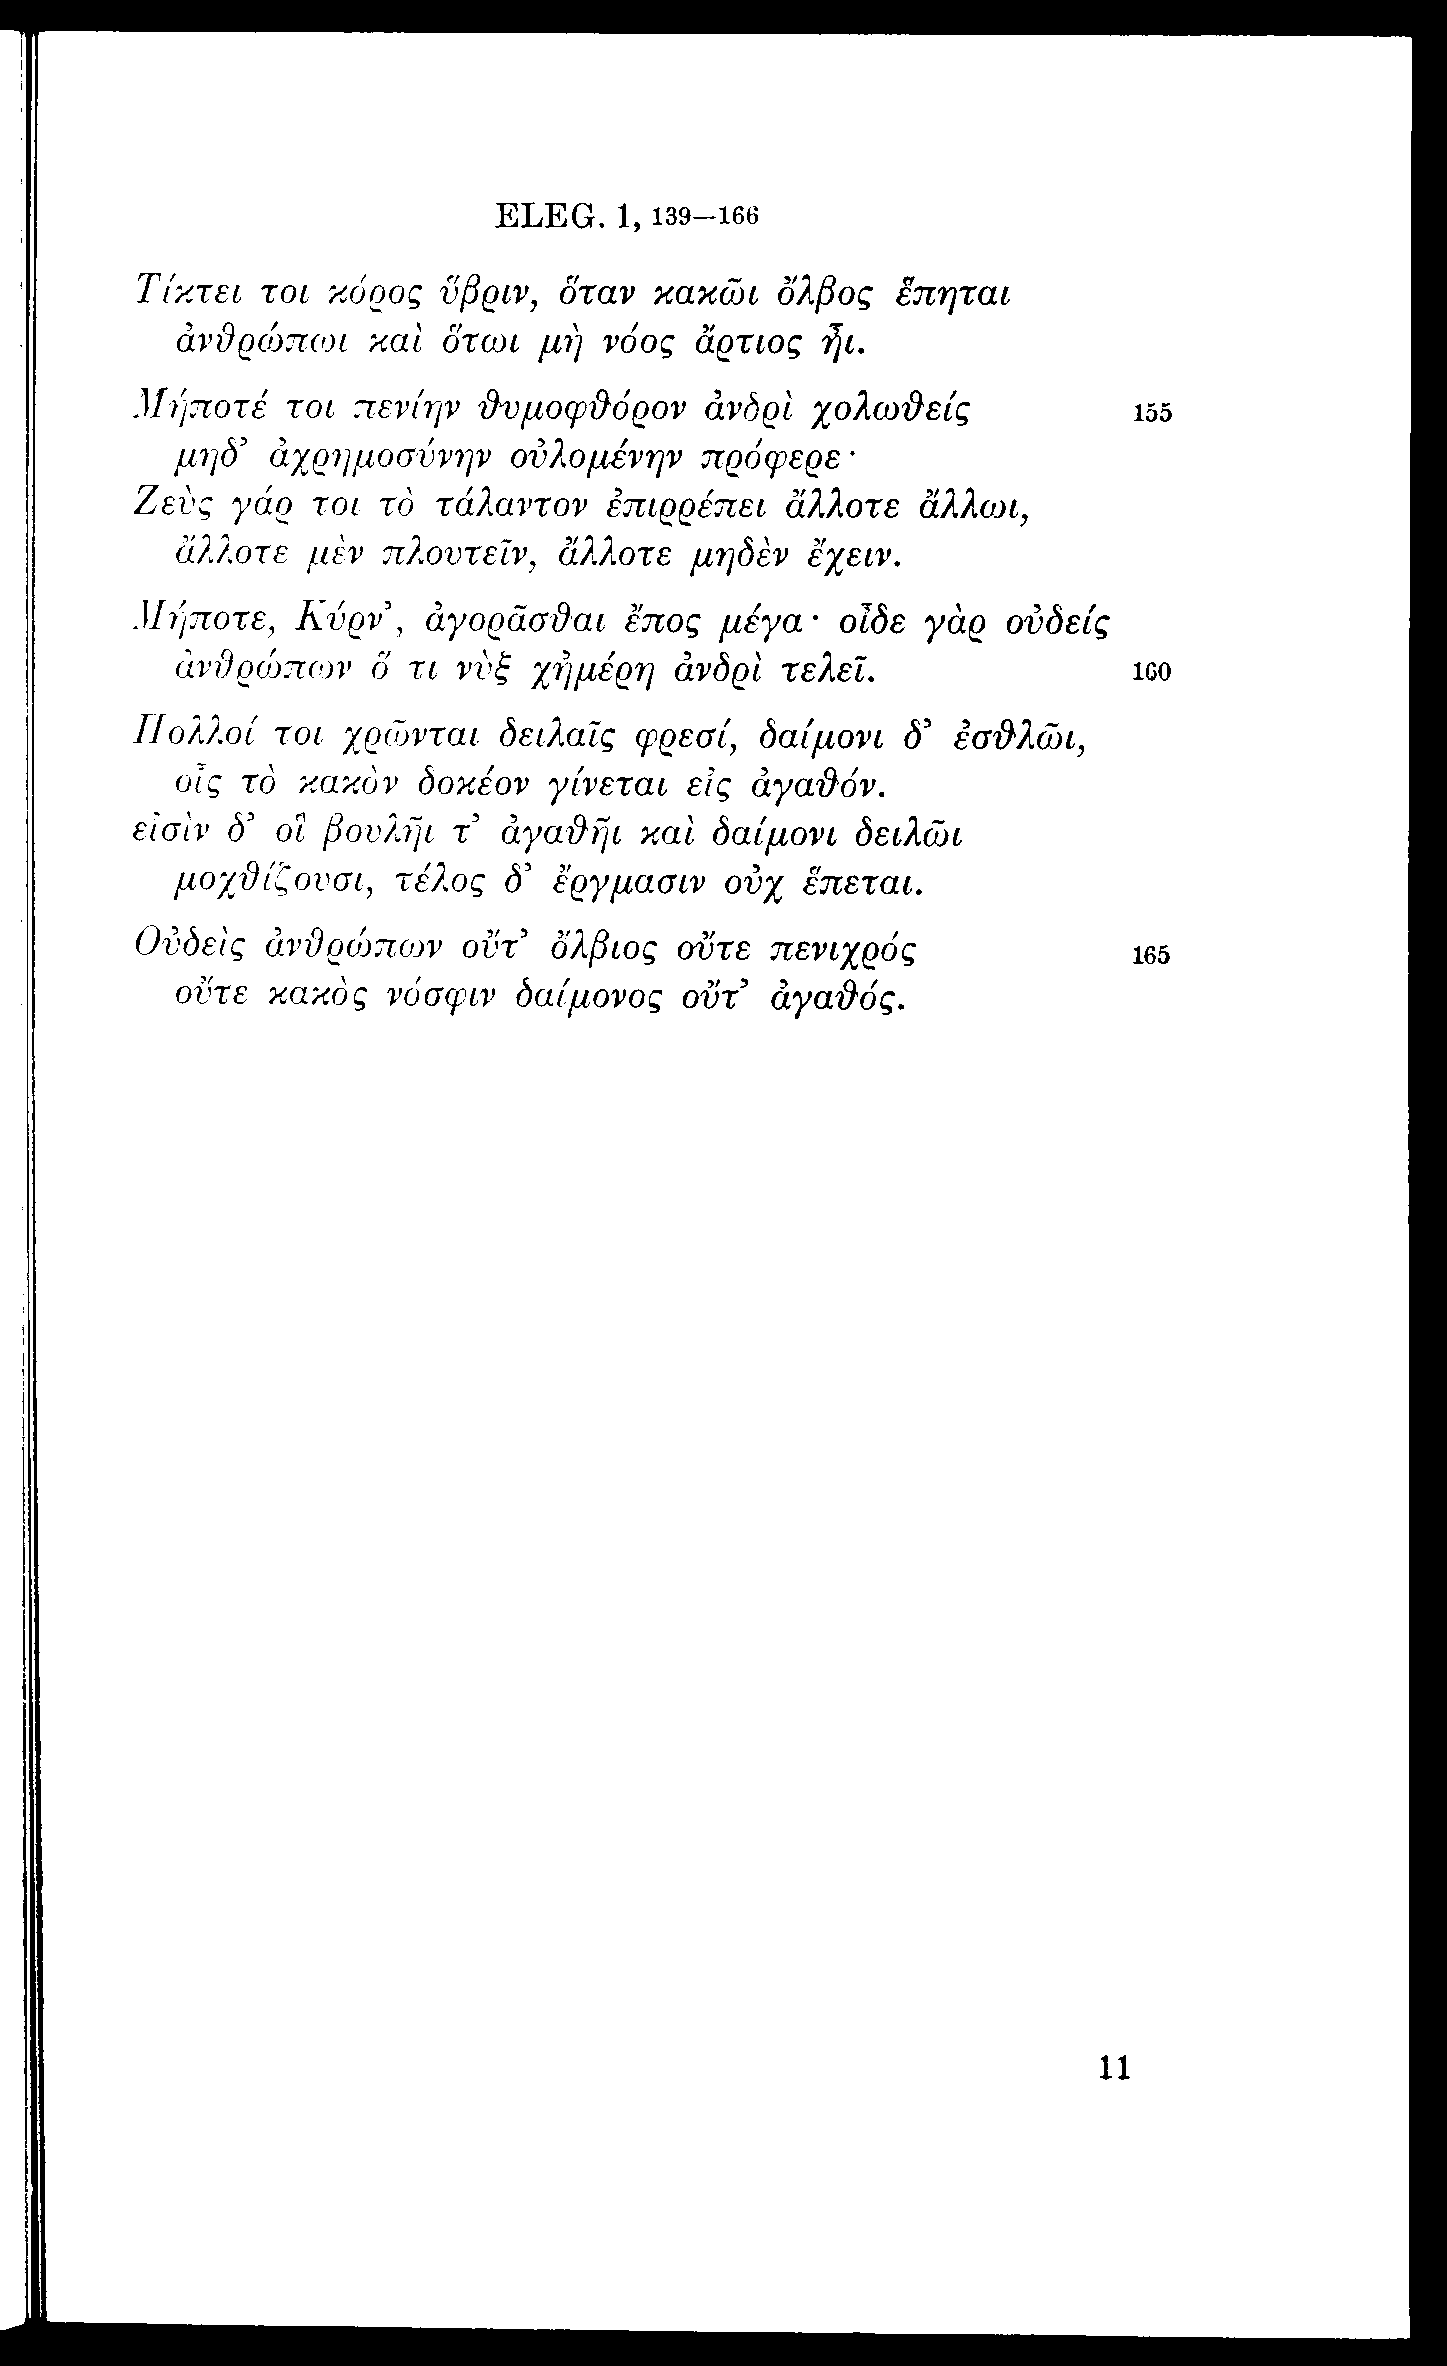 ELEG. 1, 139—166
Τίκτει τοι κόρος ὕβριν, ὅταν κακῶι ὄλβος ἕπηται
ἀνθρώπωι καὶ ὅτωι μὴ νόος ἄρτιος ἦι.
Μήποτέ τοι πενίην θυμοφθόρον ἀνδρὶ χολωθείς 155
μηδ’ ἀχρημοσύνην οὐλομένην πρόφερε·
Ζεὺς γάρ τοι τὸ τάλαντον ἐπιρρέπει ἄλλοτε ἄλλωι,
ἄλλοτε μὲν πλουτεῖν, ἄλλοτε μηδὲν ἔχειν.
Μήποτε, Κύρν’, ἀγορᾶσθαι ἔπος μέγα· οἶδε γὰρ οὐδείς
ἀνθρώπων ὅ τι νὺξ χἠμέρη ἀνδρὶ τελεῖ. 160
Πολλοί τοι χρῶνται δειλαῖς φρεσί, δαίμονι δ’ ἐσθλῶι,
οἷς τὸ κακὸν δοκέον γίνεται εἰς ἀγαθόν.
εἰσὶν δ’ οἳ βουλῆι τ’ ἀγαθῆι καὶ δαίμονι δειλῶι
μοχθίζουσι, τέλος δ’ ἔργμασιν οὐχ ἕπεται.
Οὐδεὶς ἀνθρώπων οὔτ’ ὄλβιος οὔτε πενιχρός 165
οὔτε κακὸς νόσφιν δαίμονος οὔτ’ ἀγαθός.
11